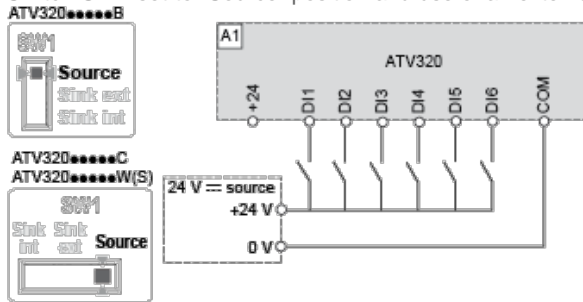 ATV320●●●●●B
SW1
Source
Sink ext
Sink int
ATV320●●●●●C
ATV320●●●●●W(S)
SW1
Sink int
Sink ext
Source
A1
ATV320
+24
DI1
DI2
DI3
DI4
DI5
DI6
COM
24 V ⎓ source
+24 V
0 V